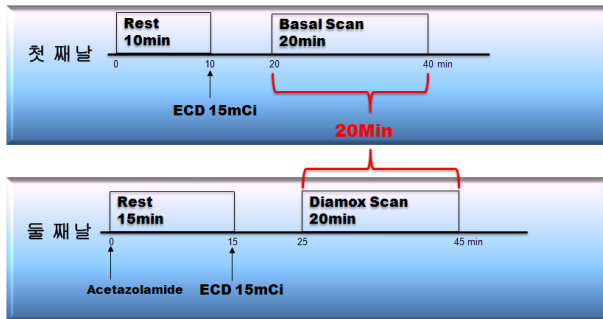 첫 째날
Rest
10min
Basal Scan
20min
0
10
20
40 min
ECD 15mCi
20Min
둘 째날
Rest
15min
Diamox Scan
20min
0
15
25
45 min
Acetazolamide
ECD 15mCi